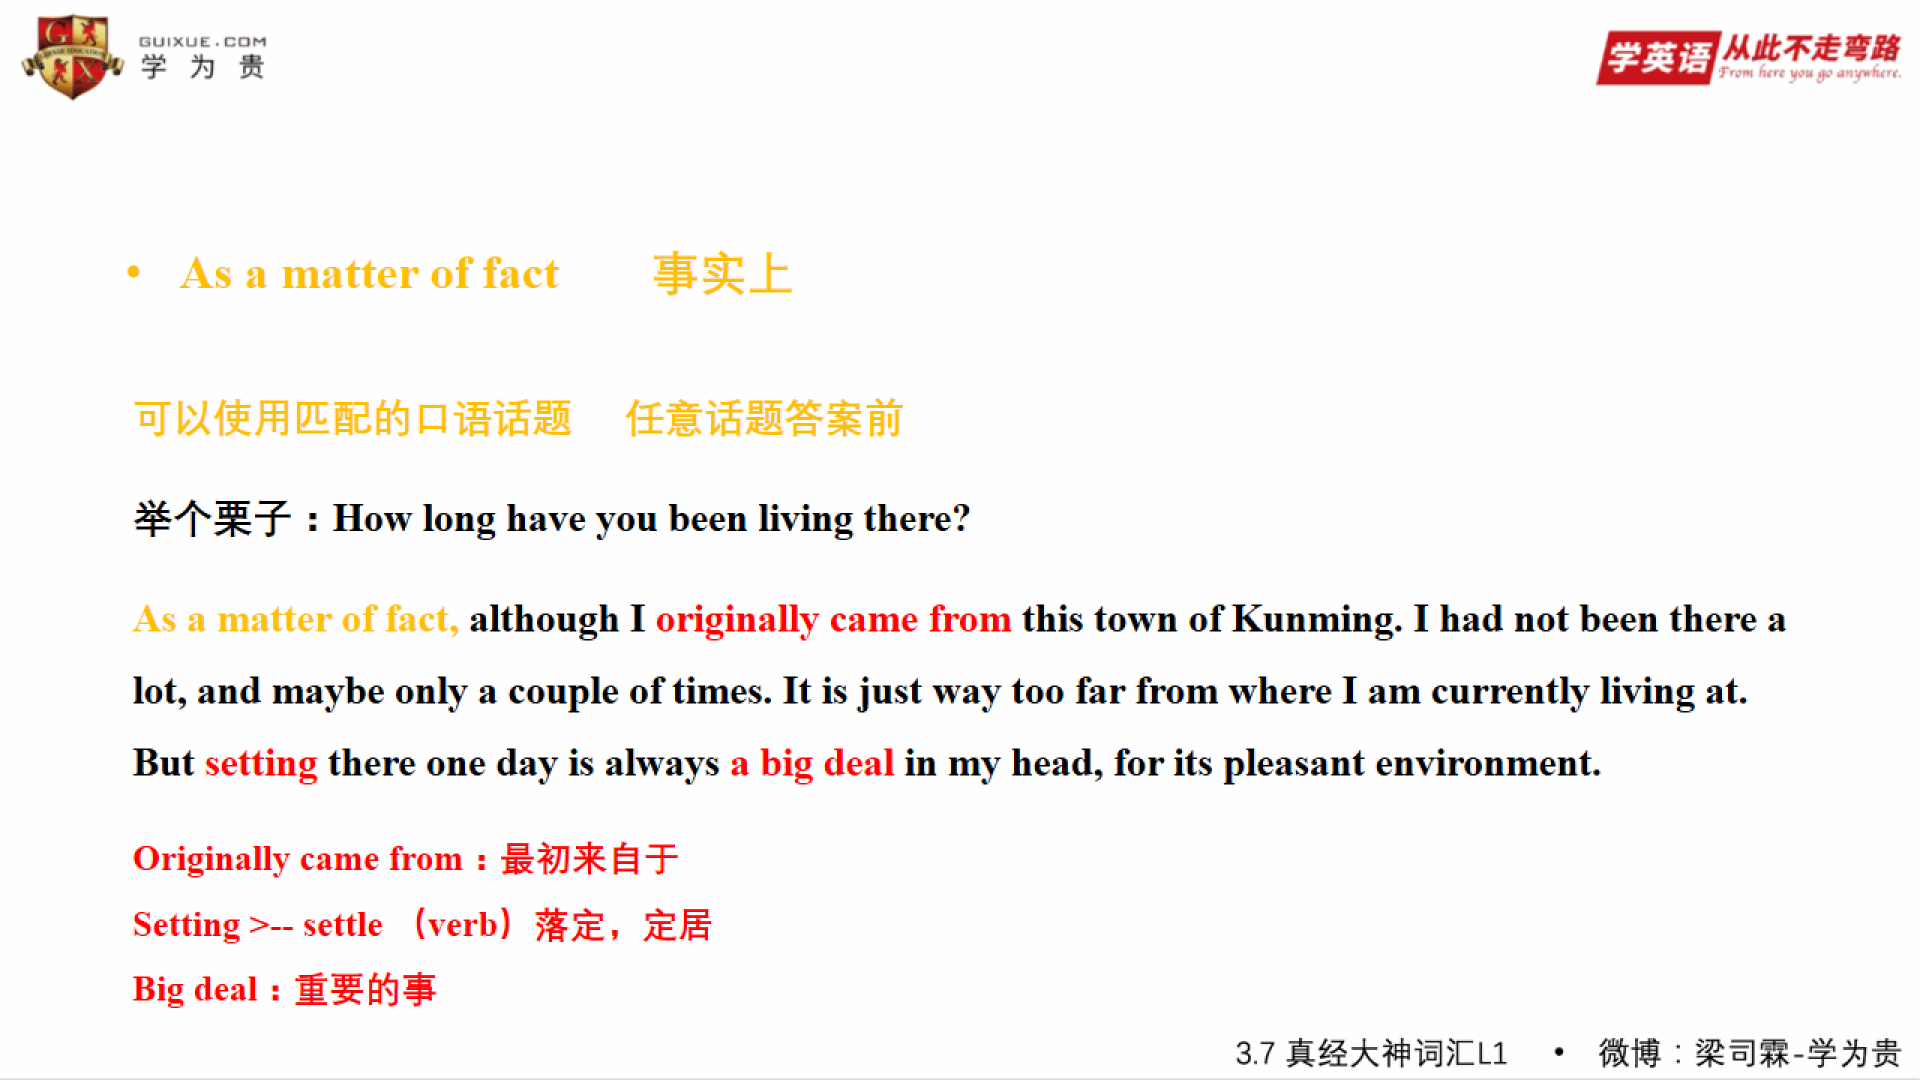 GUIXUE.COM
学为贵
学英语 从此不走弯路
From here you go anywhere.
• As a matter of fact 事实上
可以使用匹配的口语话题 任意话题答案前
举个栗子：How long have you been living there?
As a matter of fact, although I originally came from this town of Kunming. I had not been there a
lot, and maybe only a couple of times. It is just way too far from where I am currently living at.
But setting there one day is always a big deal in my head, for its pleasant environment.
Originally came from：最初来自于
Setting >-- settle （verb）落定，定居
Big deal：重要的事
3.7 真经大神词汇L1 • 微博：梁司霖-学为贵